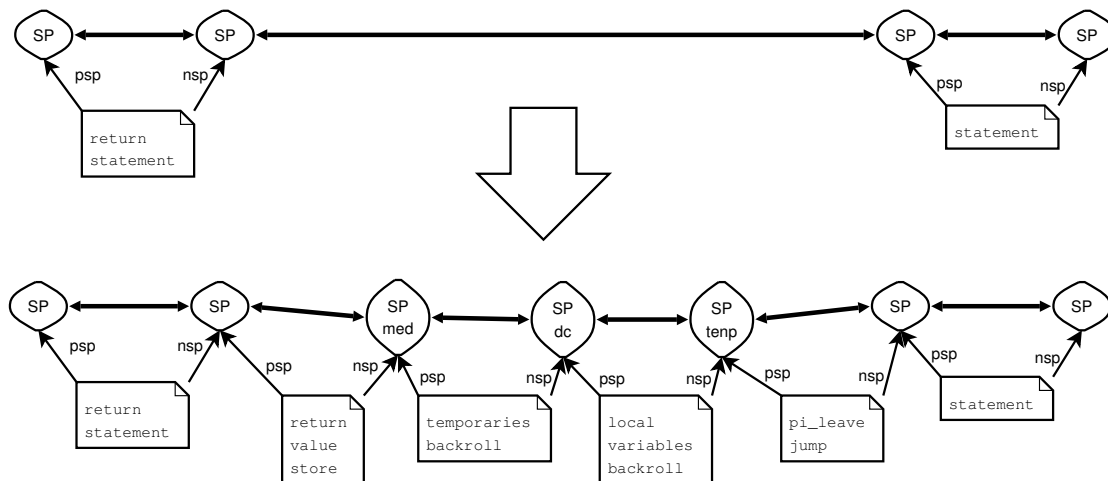 SP
SP
SP
SP
psp
nsp
psp
nsp
return
statement
statement
SP
SP
SP
med
SP
dc
SP
tenp
SP
SP
psp
nsp
psp
nsp
psp
nsp
psp
nsp
psp
nsp
psp
nsp
return
statement
return
value
store
temporaries
backroll
local
variables
backroll
pi_leave
jump
statement